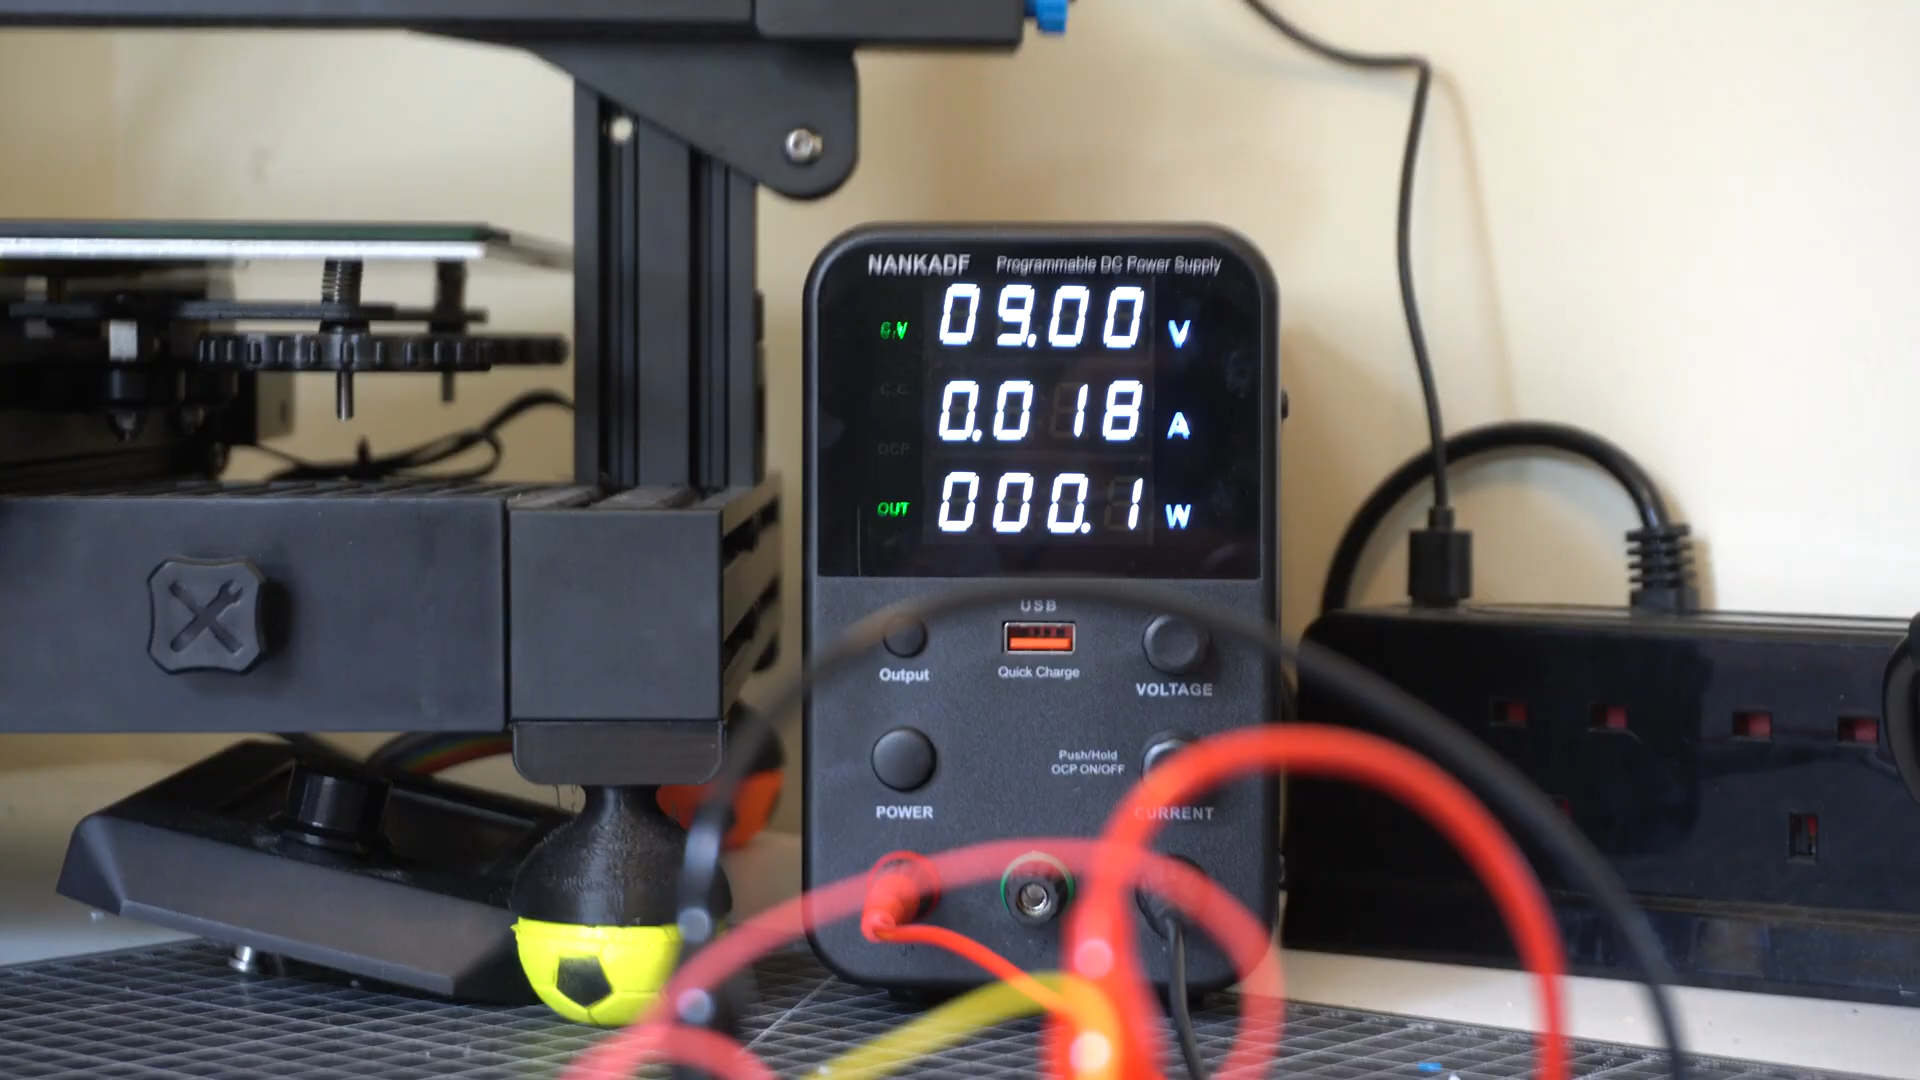 NANKADF Programmable DC Power Supply
C.V 09.00 V
C.C 0.018 A
OCP
OUT 000.1 W
USB
Output Quick Charge VOLTAGE
Push/Hold
OCP ON/OFF
POWER CURRENT